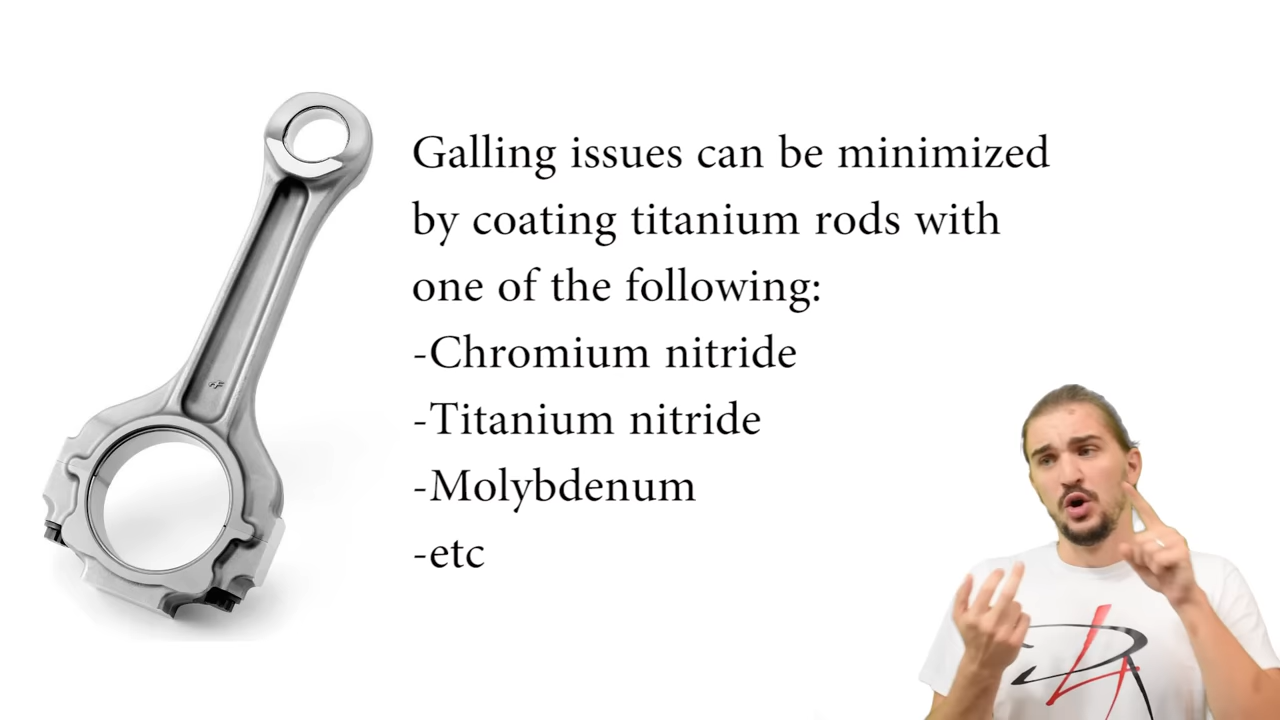 Galling issues can be minimized
by coating titanium rods with
one of the following:
-Chromium nitride
-Titanium nitride
-Molybdenum
-etc